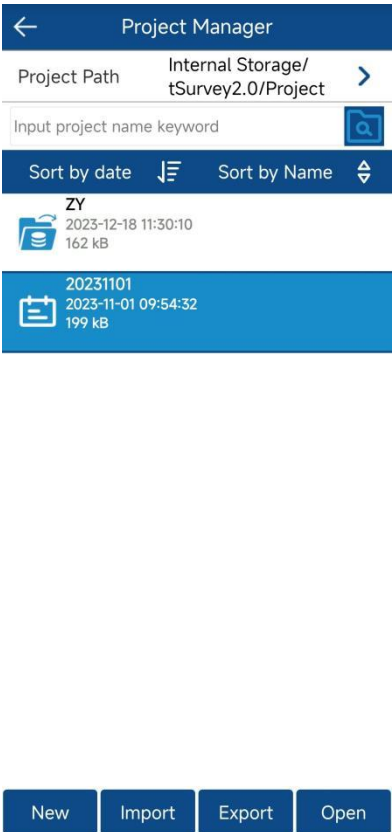 Project Manager
Project Path
Internal Storage/
tSurvey2.0/Project
Input project name keyword
Sort by date
Sort by Name
ZY
2023-12-18 11:30:10
162 kB
20231101
2023-11-01 09:54:32
199 kB
New
Import
Export
Open